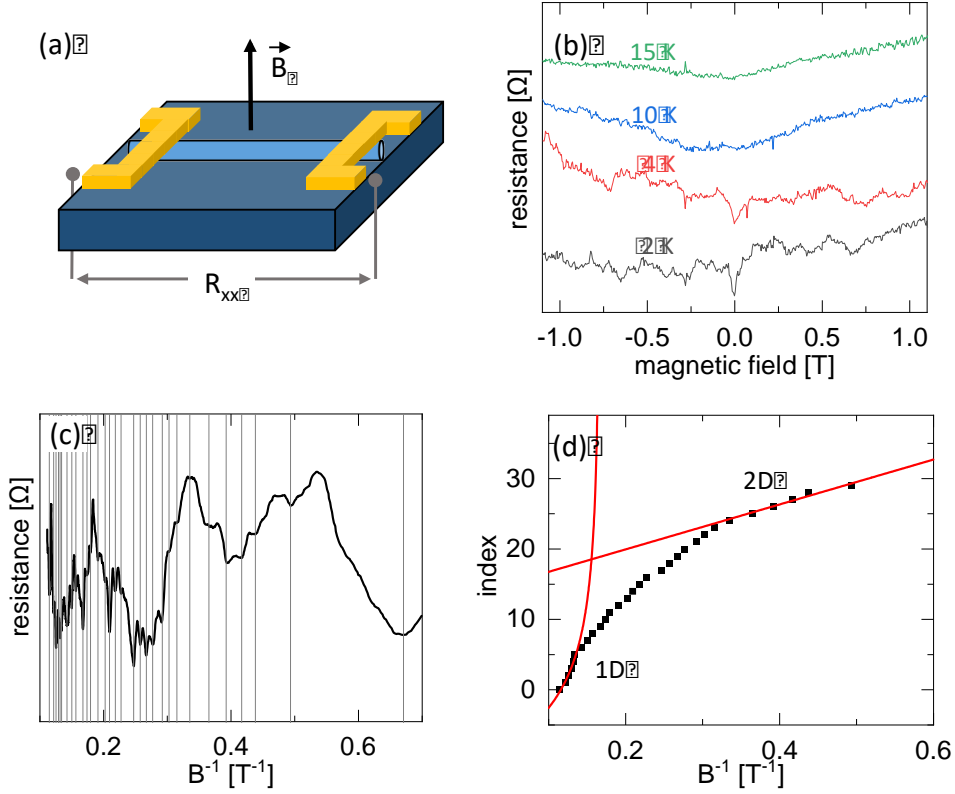 (a)
B
Rxx
(b)
15 K
10 K
4 K
2 K
resistance [Ω]
-1.0 -0.5 0.0 0.5 1.0
magnetic field [T]
(c)
resistance [Ω]
0.2 0.4 0.6
B-1 [T-1]
(d)
2D
1D
index
30
20
10
0
0.2 0.4 0.6
B-1 [T-1]